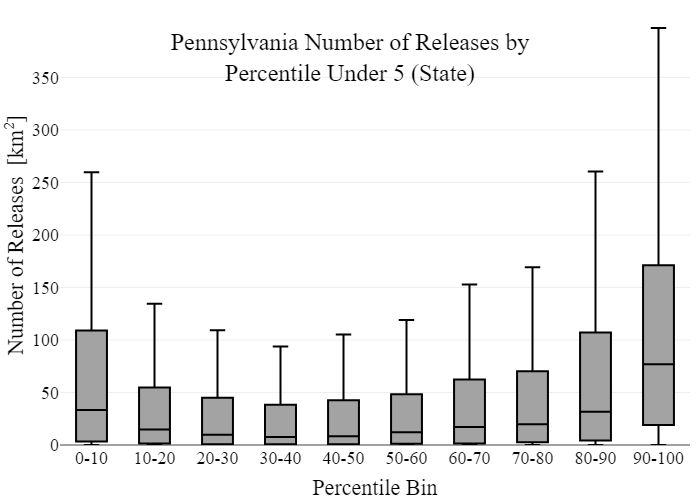 Pennsylvania Number of Releases by
Percentile Under 5 (State)
Number of Releases [km²]
350
300
250
200
150
100
50
0
0-10 10-20 20-30 30-40 40-50 50-60 60-70 70-80 80-90 90-100
Percentile Bin